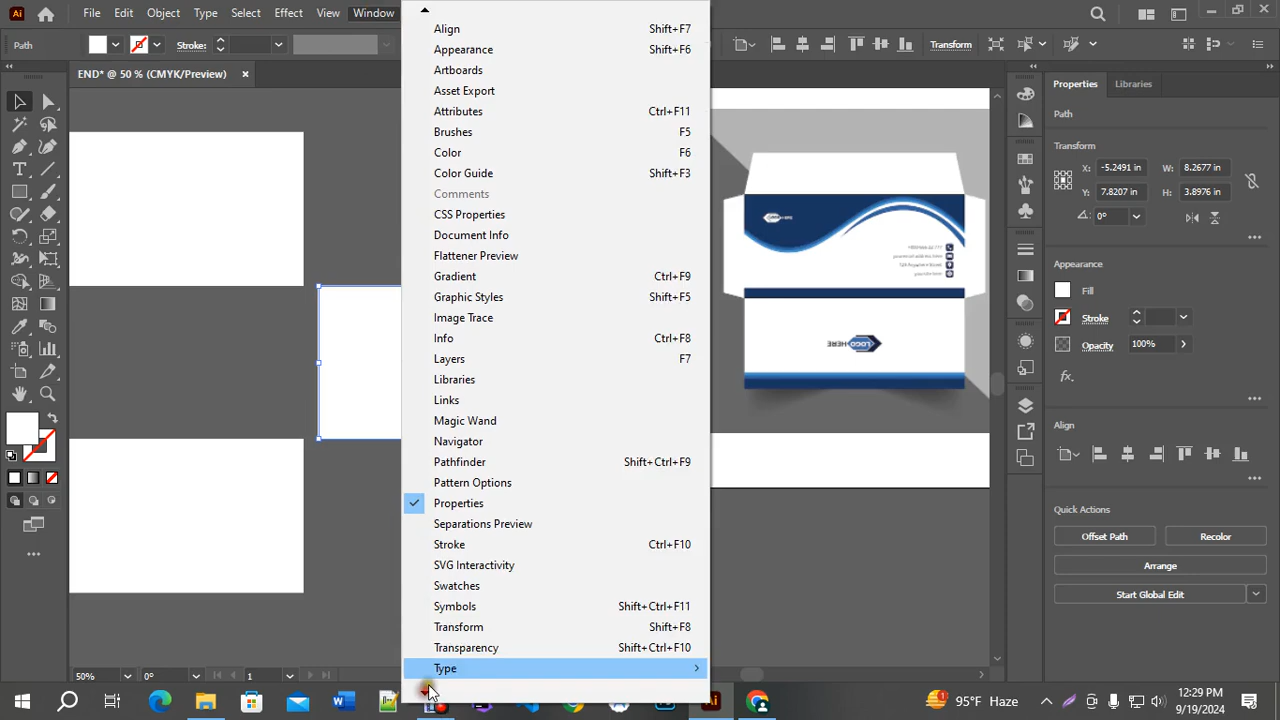 Ai File Edit Object Type Select Effect View Window
Path Stroke: Transform
END* @ 50 % (CMYK/Preview) ×
Align Shift+F7
Appearance Shift+F6
Artboards
Asset Export
Attributes Ctrl+F11
Brushes F5
Color F6
Color Guide Shift+F3
Comments
CSS Properties
Document Info
Flattener Preview
Gradient Ctrl+F9
Graphic Styles Shift+F5
Image Trace
Info Ctrl+F8
Layers F7
Libraries
Links
Magic Wand
Navigator
Pathfinder Shift+Ctrl+F9
Pattern Options
Properties
Separations Preview
Stroke Ctrl+F10
SVG Interactivity
Swatches
Symbols Shift+Ctrl+F11
Transform Shift+F8
Transparency Shift+Ctrl+F10
Type
LOGO HERE
Properties Libraries
Path
Transform
X: -5.2491 in W: 8.2677 in
Y: 7.8207 in H: 3.8976 in
0°
Appearance
Fill
Stroke
Opacity 100%
fx.
Align
Quick Actions
Offset Path Recolor
Arrange
Start Global Edit
50% 0° 1
Ai
1 95°F Haze
12:29 PM
9/19/2024